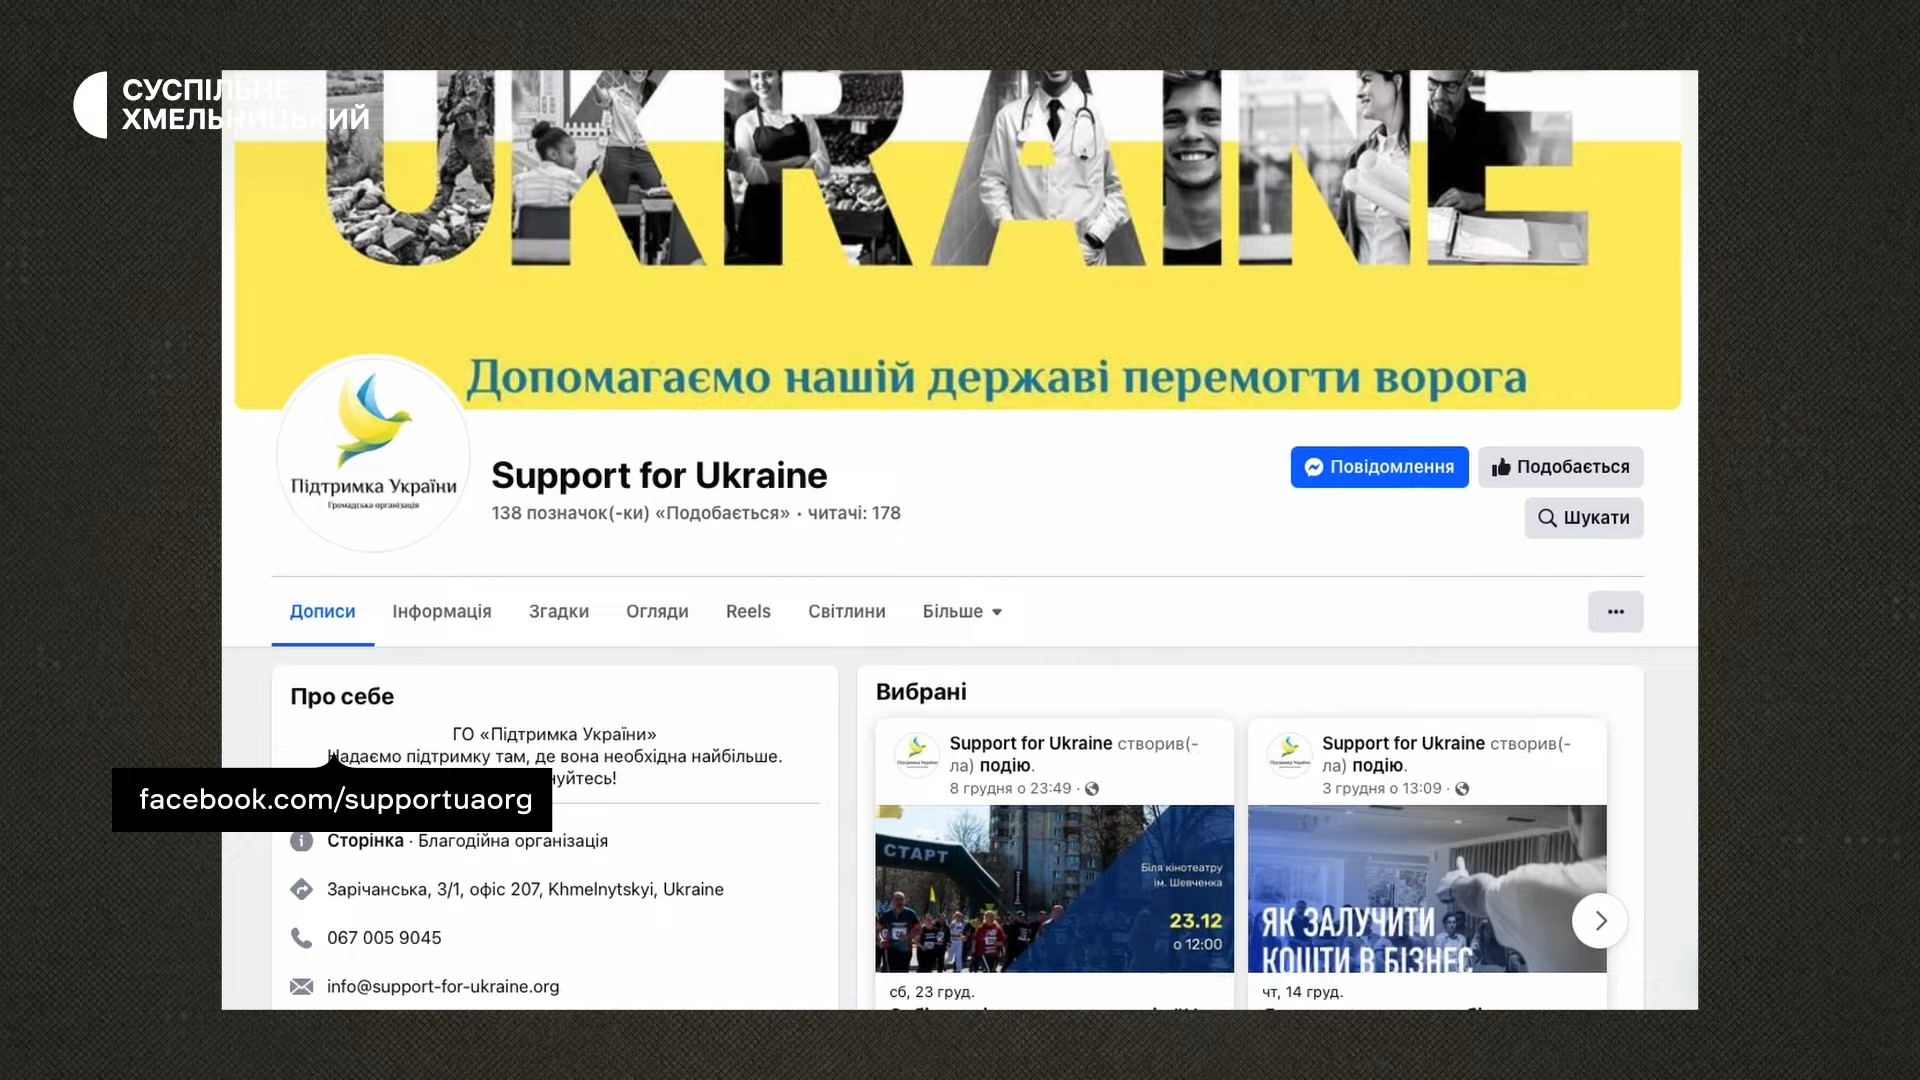 СУСПІЛЬНЕ
ХМЕЛЬНИЦЬКИЙ
UKRAINE
Допомагаємо нашій державі перемогти ворога
Підтримка України
Громадська організація
Support for Ukraine
138 позначок(-ки) «Подобається» • читачі: 178
Повідомлення
Подобається
Шукати
Дописи Інформація Згадки Огляди Reels Світлини Більше
Про себе
ГО «Підтримка України»
Надаємо підтримку там, де вона необхідна найбільше.
facebook.com/supportuaorg
Сторінка · Благодійна організація
Зарічанська, 3/1, офіс 207, Khmelnytskyi, Ukraine
067 005 9045
info@support-for-ukraine.org
Вибрані
Support for Ukraine створив(-
ла) подію.
8 грудня о 23:49 ·
СТАРТ
Біля кінотеатру
ім. Шевченка
23.12
о 12:00
сб, 23 груд.
Support for Ukraine створив(-
ла) подію.
3 грудня о 13:09 ·
ЯК ЗАЛУЧИТИ
КОШТИ В БІЗНЕС
чт, 14 груд.